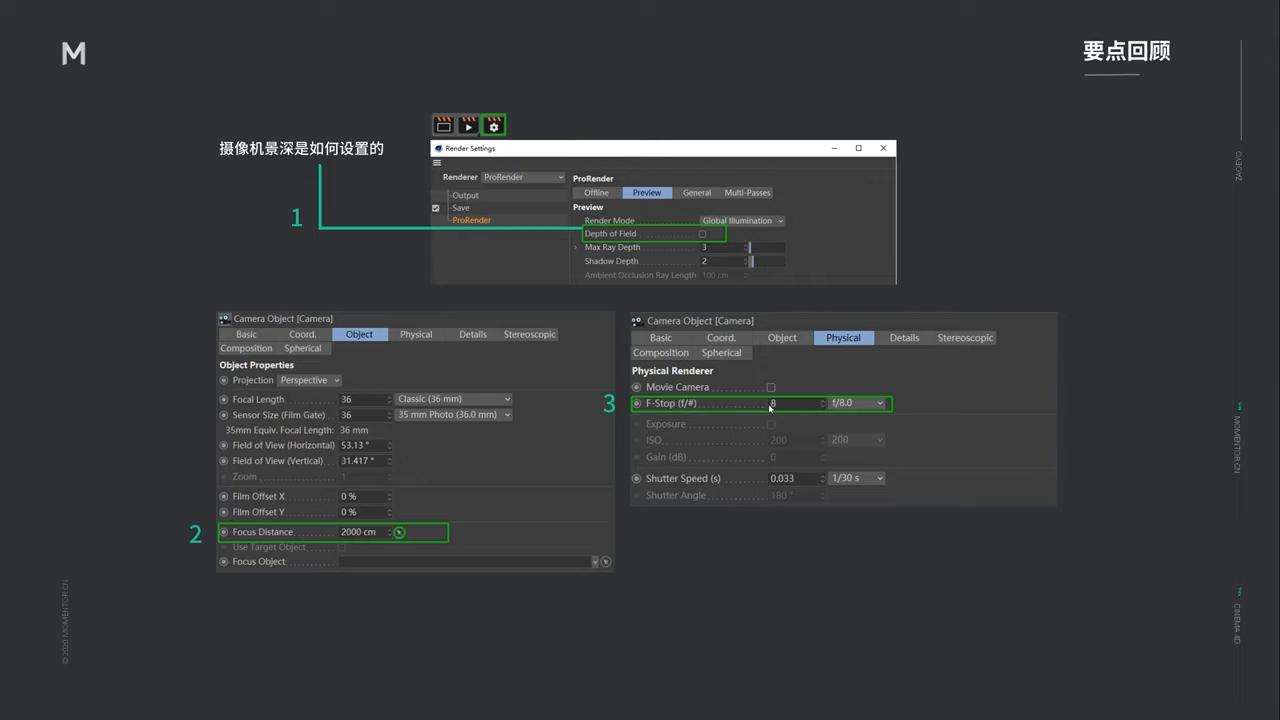 M
要点回顾
摄像机景深是如何设置的
Render Settings
Renderer ProRender
Output
Save
ProRender
ProRender
Offline Preview General Multi-Passes
Preview
Render Mode Global Illumination
Depth of Field
Max Ray Depth 3
Shadow Depth 2
Ambient Occlusion Ray Length 100 cm
1
Camera Object [Camera]
Basic Coord. Object Physical Details Stereoscopic
Composition Spherical
Object Properties
Projection Perspective
Focal Length 36 Classic (36 mm)
Sensor Size (Film Gate) 36 35 mm Photo (36.0 mm)
35mm Equiv. Focal Length: 36 mm
Field of View (Horizontal) 53.13 °
Field of View (Vertical) 31.417 °
Zoom 1
Film Offset X 0 %
Film Offset Y 0 %
2
Focus Distance 2000 cm
Use Target Object
Focus Object
Camera Object [Camera]
Basic Coord. Object Physical Details Stereoscopic
Composition Spherical
Physical Renderer
Movie Camera
3
F-Stop (f/#) 8 f/8.0
Exposure
ISO 200 200
Gain (dB) 0
Shutter Speed (s) 0.033 1/30 s
Shutter Angle 180 °
ZAOEYO
MOMENTOR.CN
CINEMA 4D
© 2020 MOMENTOR.CN